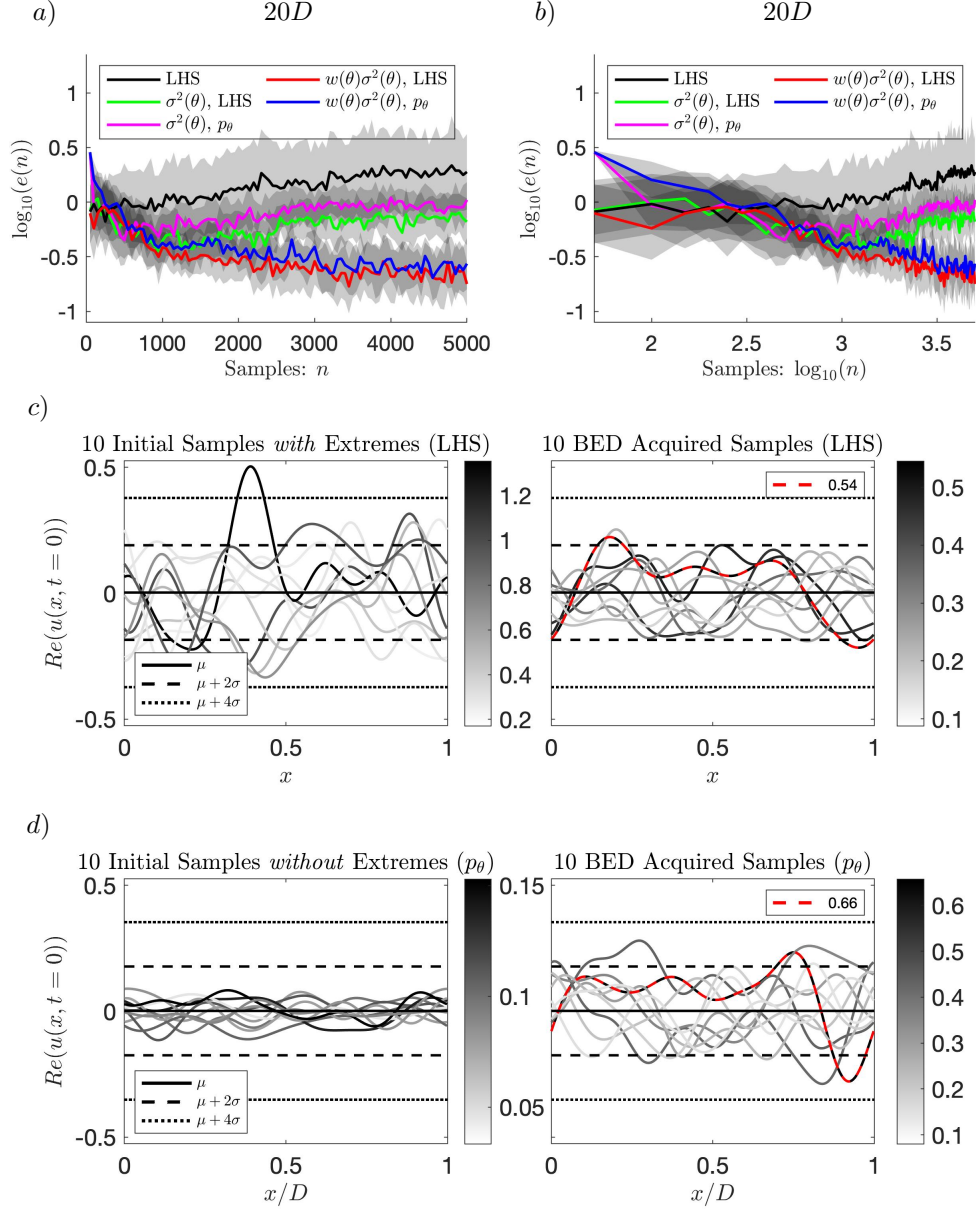 a)
20D
b)
20D
LHS
σ²(θ), LHS
σ²(θ), p_θ
w(θ)σ²(θ), LHS
w(θ)σ²(θ), p_θ
log₁₀(e(n))
1
0.5
0
-0.5
-1
0
1000
2000
3000
4000
5000
Samples: n
LHS
σ²(θ), LHS
σ²(θ), p_θ
w(θ)σ²(θ), LHS
w(θ)σ²(θ), p_θ
log₁₀(e(n))
1
0.5
0
-0.5
-1
2
2.5
3
3.5
Samples: log₁₀(n)
c)
10 Initial Samples with Extremes (LHS)
Re(u(x, t = 0))
0.5
0
-0.5
μ
μ + 2σ
μ + 4σ
0
0.5
1
x
1.2
1
0.8
0.6
0.4
0.2
10 BED Acquired Samples (LHS)
0.54
0
0.5
1
x
0.5
0.4
0.3
0.2
0.1
d)
10 Initial Samples without Extremes (p_θ)
Re(u(x, t = 0))
0.5
0
-0.5
μ
μ + 2σ
μ + 4σ
0
0.5
1
x/D
0.15
0.1
0.05
10 BED Acquired Samples (p_θ)
0.66
0
0.5
1
x/D
0.6
0.5
0.4
0.3
0.2
0.1